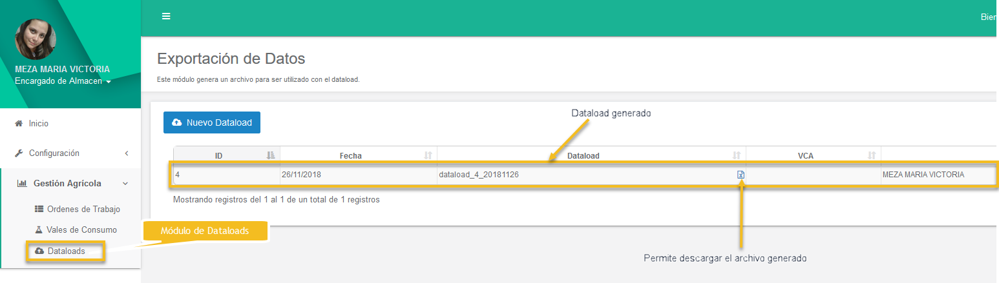 Bien
MEZA MARIA VICTORIA
Encargado de Almacen
Inicio
Configuración
Gestión Agrícola
Ordenes de Trabajo
Vales de Consumo
Dataloads
Módulo de Dataloads
Exportación de Datos
Este módulo genera un archivo para ser utilizado con el dataload.
Nuevo Dataload
Dataload generado
ID Fecha Dataload VCA
4 26/11/2018 dataload_4_20181126 MEZA MARIA VICTORIA
Mostrando registros del 1 al 1 de un total de 1 registros
Permite descargar el archivo generado